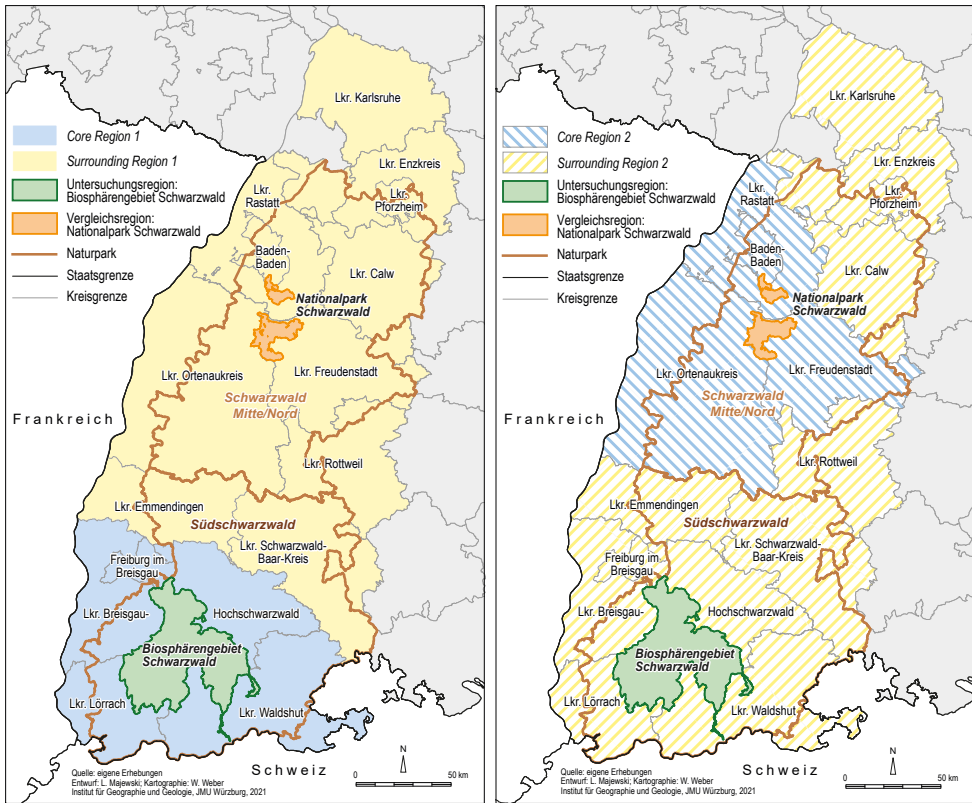 Lkr. Karlsruhe
Core Region 1
Surrounding Region 1
Untersuchungsregion:
Biosphärengebiet Schwarzwald
Vergleichsregion:
Nationalpark Schwarzwald
Naturpark
Staatsgrenze
Kreisgrenze
Lkr. Enzkreis
Lkr.
Rastatt
Lkr.
Pforzheim
Baden-
Baden
Lkr. Calw
Nationalpark
Schwarzwald
Lkr. Ortenaukreis
Lkr. Freudenstadt
Schwarzwald
Mitte/Nord
Frankreich
Lkr. Rottweil
Lkr. Emmendingen
Südschwarzwald
Lkr. Schwarzwald-
Baar-Kreis
Freiburg im
Breisgau
Lkr. Breisgau-
Hochschwarzwald
Biosphärengebiet
Schwarzwald
Lkr. Lörrach
Lkr. Waldshut
Schweiz
N
0
50 km
Quelle: eigene Erhebungen
Entwurf: L. Majewski; Kartographie: W. Weber
Institut für Geographie und Geologie, JMU Würzburg, 2021
Lkr. Karlsruhe
Core Region 2
Surrounding Region 2
Untersuchungsregion:
Biosphärengebiet Schwarzwald
Vergleichsregion:
Nationalpark Schwarzwald
Naturpark
Staatsgrenze
Kreisgrenze
Lkr. Enzkreis
Lkr.
Rastatt
Lkr.
Pforzheim
Baden-
Baden
Lkr. Calw
Nationalpark
Schwarzwald
Lkr. Ortenaukreis
Lkr. Freudenstadt
Schwarzwald
Mitte/Nord
Frankreich
Lkr. Rottweil
Lkr. Emmendingen
Südschwarzwald
Lkr. Schwarzwald-
Baar-Kreis
Freiburg im
Breisgau
Lkr. Breisgau-
Hochschwarzwald
Biosphärengebiet
Schwarzwald
Lkr. Lörrach
Lkr. Waldshut
Schweiz
N
0
50 km
Quelle: eigene Erhebungen
Entwurf: L. Majewski; Kartographie: W. Weber
Institut für Geographie und Geologie, JMU Würzburg, 2021